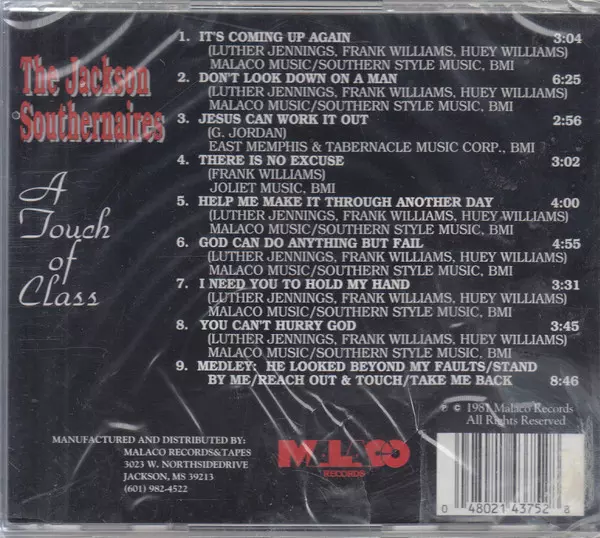 The Jackson
Southernaires
A
Touch
of
Class
1. IT'S COMING UP AGAIN 3:04
(LUTHER JENNINGS, FRANK WILLIAMS, HUEY WILLIAMS)
MALACO MUSIC/SOUTHERN STYLE MUSIC, BMI
2. DON'T LOOK DOWN ON A MAN 6:25
(LUTHER JENNINGS, FRANK WILLIAMS, HUEY WILLIAMS)
MALACO MUSIC/SOUTHERN STYLE MUSIC, BMI
3. JESUS CAN WORK IT OUT 2:56
(G. JORDAN)
EAST MEMPHIS & TABERNACLE MUSIC CORP., BMI
4. THERE IS NO EXCUSE 3:02
(FRANK WILLIAMS)
JOLIET MUSIC, BMI
5. HELP ME MAKE IT THROUGH ANOTHER DAY 4:00
(LUTHER JENNINGS, FRANK WILLIAMS, HUEY WILLIAMS)
MALACO MUSIC/SOUTHERN STYLE MUSIC, BMI
6. GOD CAN DO ANYTHING BUT FAIL 4:55
(LUTHER JENNINGS, FRANK WILLIAMS, HUEY WILLIAMS)
MALACO MUSIC/SOUTHERN STYLE MUSIC, BMI
7. I NEED YOU TO HOLD MY HAND 3:31
(LUTHER JENNINGS, FRANK WILLIAMS, HUEY WILLIAMS)
MALACO MUSIC/SOUTHERN STYLE MUSIC, BMI
8. YOU CAN'T HURRY GOD 3:45
(LUTHER JENNINGS, FRANK WILLIAMS, HUEY WILLIAMS)
MALACO MUSIC/SOUTHERN STYLE MUSIC, BMI
9. MEDLEY: HE LOOKED BEYOND MY FAULTS/STAND
BY ME/REACH OUT & TOUCH/TAKE ME BACK 8:46
℗ © 1981 Malaco Records
All Rights Reserved
MANUFACTURED AND DISTRIBUTED BY:
MALACO RECORDS&TAPES
3023 W. NORTHSIDEDRIVE
JACKSON, MS 39213
(601) 982-4522
MALACO
RECORDS
0 48021 43752 8